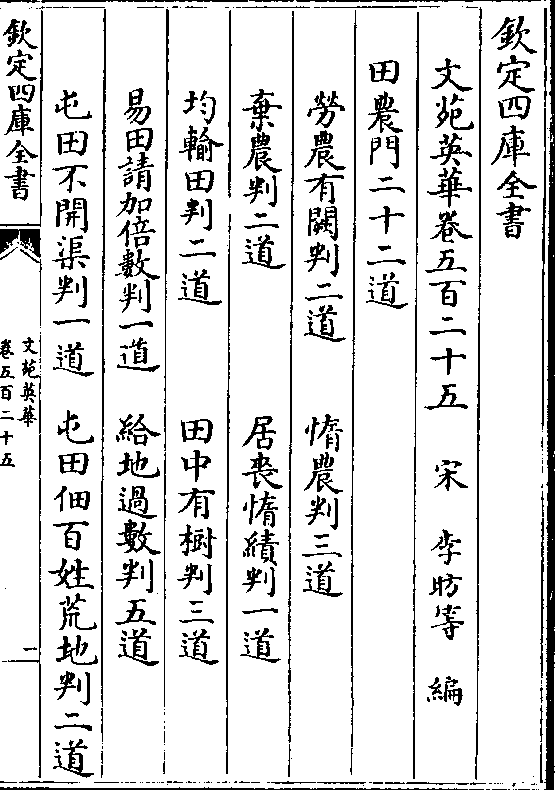 欽定四庫全書
文苑英華卷五百二十五　宋　李昉等　編
田農門二十二道
勞農有闕判二道　惰農判三道
棄農判二道　居喪惰績判一道
均輸田判二道　田中有樹判三道
易田請加倍數判一道　給地過數判五道
屯田不開渠判一道　屯田佃百姓荒地判二道
欽定四庫全書
文苑英華
卷五百二十五
一